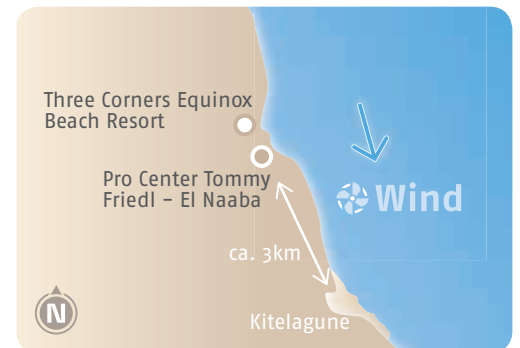 Three Corners Equinox
Beach Resort
Pro Center Tommy
Friedl – El Naaba
Wind
ca. 3km
Kitelagune
N